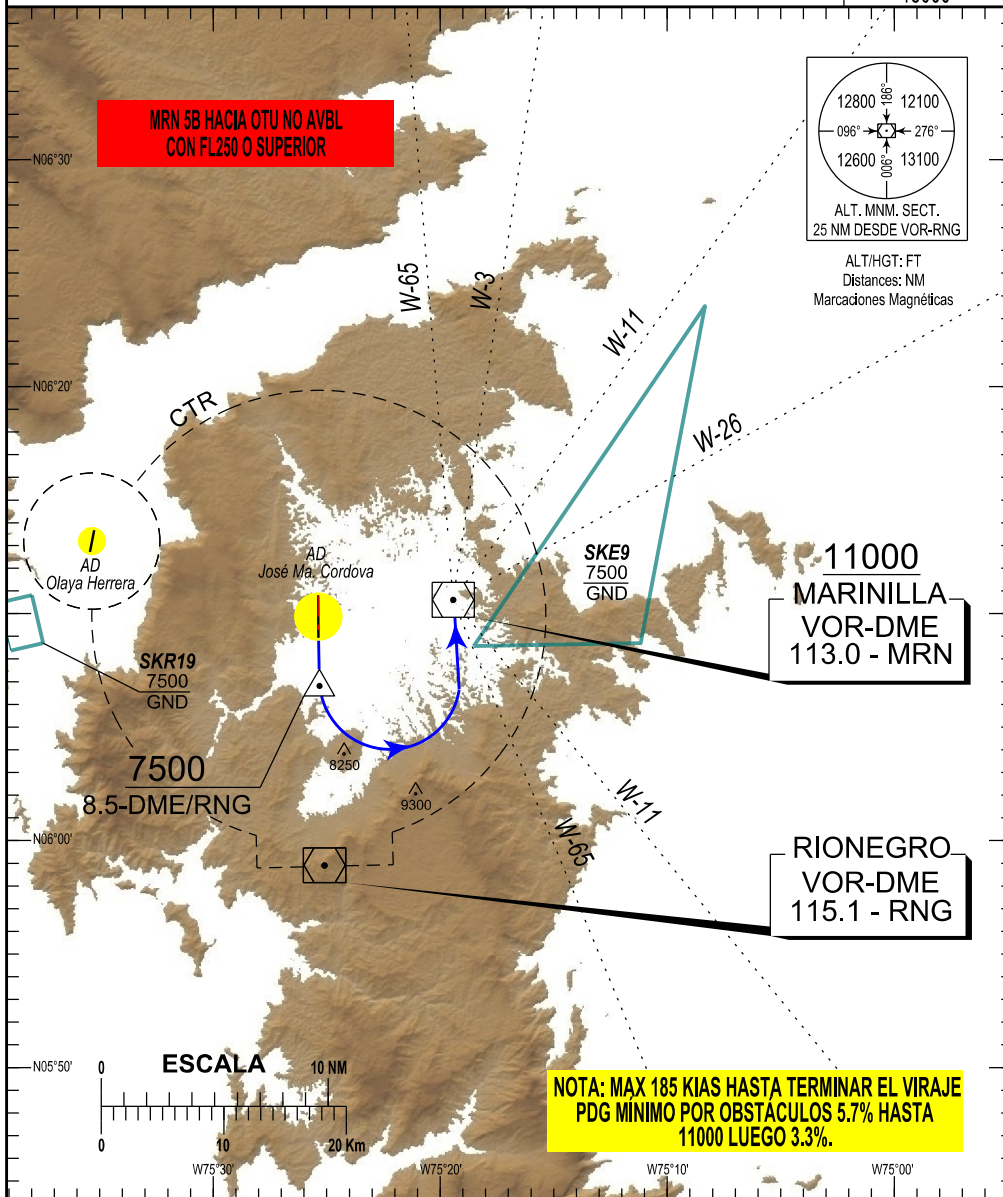 MRN 5B HACIA OTU NO AVBL
CON FL250 O SUPERIOR
12800
186°
12100
096°
276°
12600
006°
13100
ALT. MNM. SECT.
25 NM DESDE VOR-RNG
ALT/HGT: FT
Distances: NM
Marcaciones Magnéticas
N06°30'
W-65
W-3
W-11
W-26
N06°20'
CTR
AD
Olaya Herrera
AD
José Ma. Cordova
SKE9
7500
GND
11000
MARINILLA
VOR-DME
113.0 - MRN
SKR19
7500
GND
7500
8.5-DME/RNG
8250
9300
W-11
W-65
N06°00'
RIONEGRO
VOR-DME
115.1 - RNG
N05°50'
ESCALA
0
10 NM
0
10
20 Km
NOTA: MAX 185 KIAS HASTA TERMINAR EL VIRAJE
PDG MÍNIMO POR OBSTÁCULOS 5.7% HASTA
11000 LUEGO 3.3%.
W75°30'
W75°20'
W75°10'
W75°00'